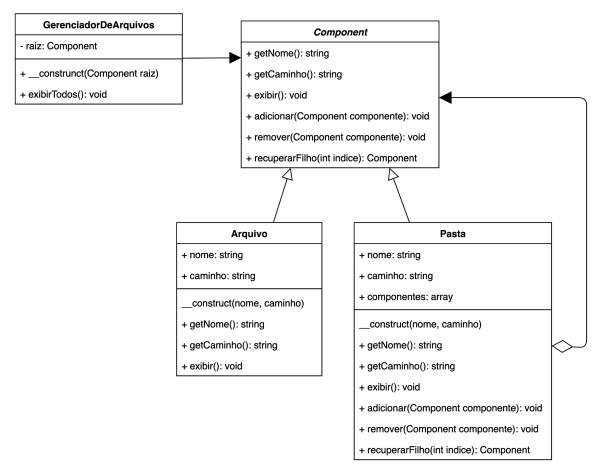 GerenciadorDeArquivos
- raiz: Component
+ __construnct(Component raiz)
+ exibirTodos(): void
Component
+ getNome(): string
+ getCaminho(): string
+ exibir(): void
+ adicionar(Component componente): void
+ remover(Component componente): void
+ recuperarFilho(int indice): Component
Arquivo
+ nome: string
+ caminho: string
__construct(nome, caminho)
+ getNome(): string
+ getCaminho(): string
+ exibir(): void
Pasta
+ nome: string
+ caminho: string
+ componentes: array
__construct(nome, caminho)
+ getNome(): string
+ getCaminho(): string
+ exibir(): void
+ adicionar(Component componente): void
+ remover(Component componente): void
+ recuperarFilho(int indice): Component